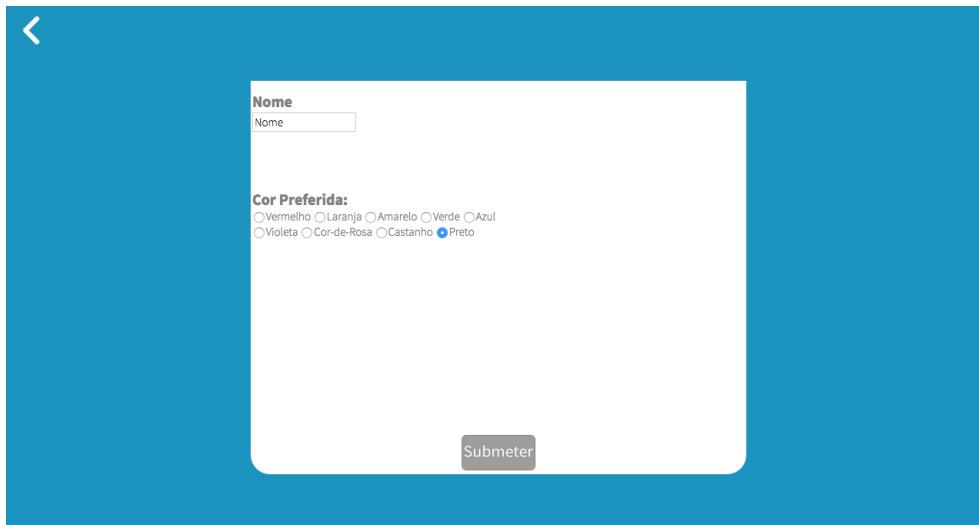 Nome
Nome
Cor Preferida:
Vermelho Laranja Amarelo Verde Azul
Violeta Cor-de-Rosa Castanho Preto
Submeter